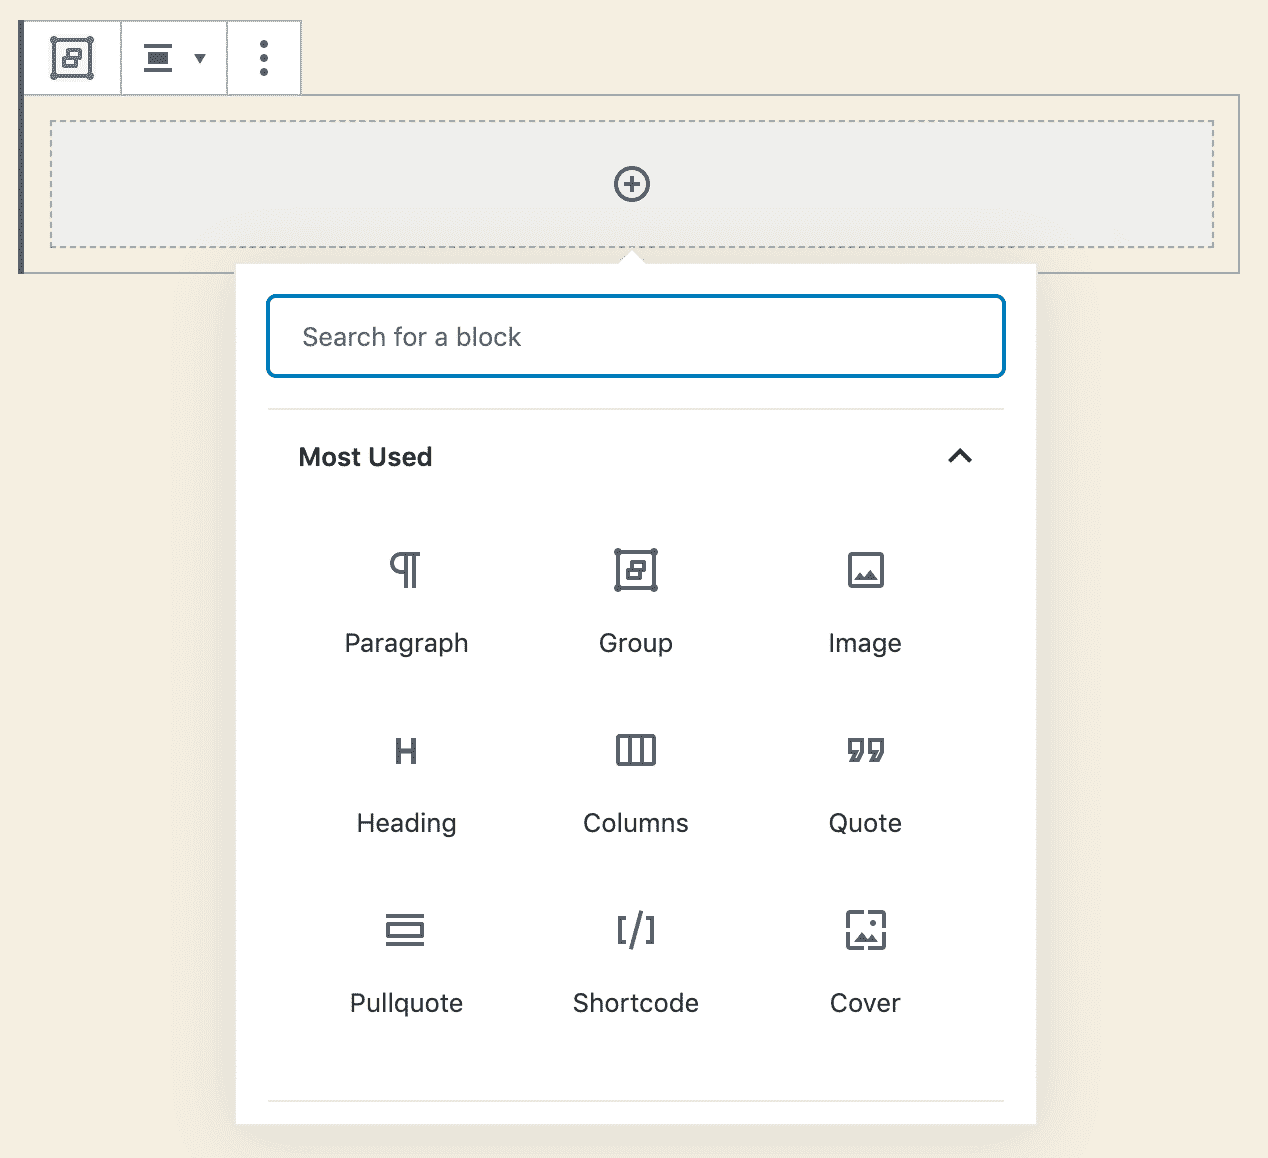 Search for a block
Most Used
Paragraph
Group
Image
Heading
Columns
Quote
Pullquote
Shortcode
Cover